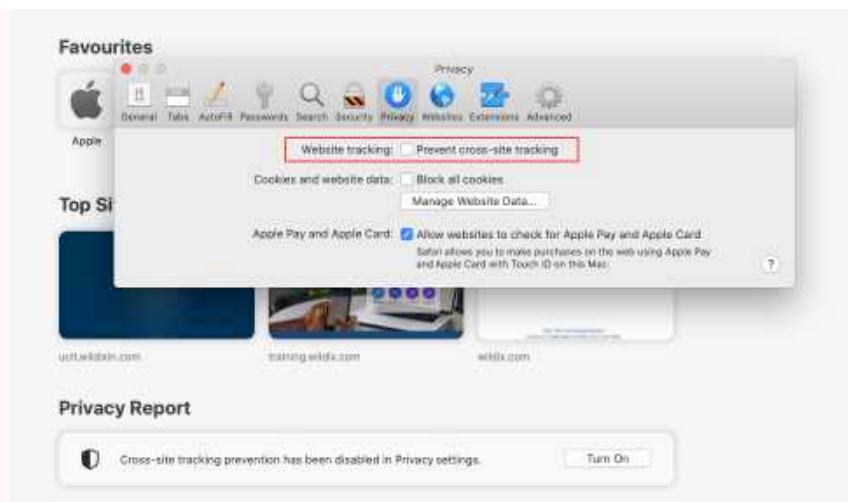 Favourites
Privacy
General Tabs AutoFill Passwords Search Security Privacy Websites Extensions Advanced
Apple
Website tracking: Prevent cross-site tracking
Cookies and website data: Block all cookies
Manage Website Data...
Top Si
Apple Pay and Apple Card: Allow websites to check for Apple Pay and Apple Card
Safari allows you to make purchases on the web using Apple Pay
and Apple Card with Touch ID on this Mac.
?
training.wildix.com
wildix.com
Privacy Report
Cross-site tracking prevention has been disabled in Privacy settings.
Turn On